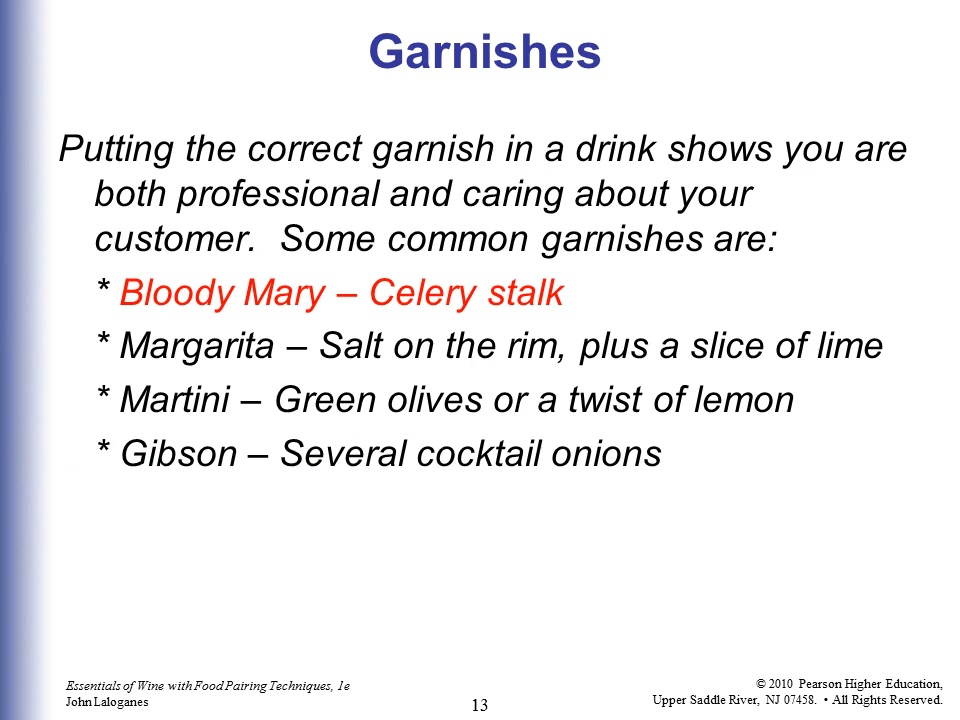 Garnishes
Putting the correct garnish in a drink shows you are
both professional and caring about your
customer.  Some common garnishes are:
* Bloody Mary – Celery stalk
* Margarita – Salt on the rim, plus a slice of lime
* Martini – Green olives or a twist of lemon
* Gibson – Several cocktail onions
Essentials of Wine with Food Pairing Techniques, 1e
John Laloganes
13
© 2010 Pearson Higher Education,
Upper Saddle River, NJ 07458. • All Rights Reserved.